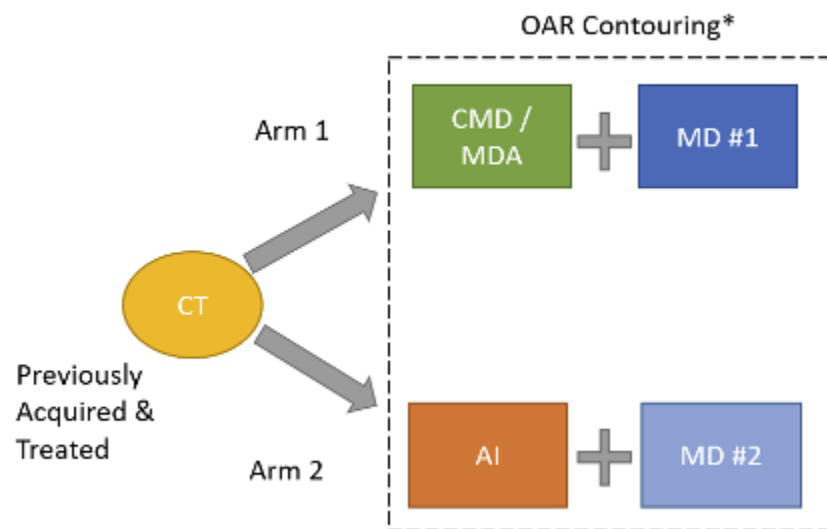 OAR Contouring*
Arm 1
CMD /
MDA
MD #1
CT
Previously
Acquired &
Treated
Arm 2
AI
MD #2